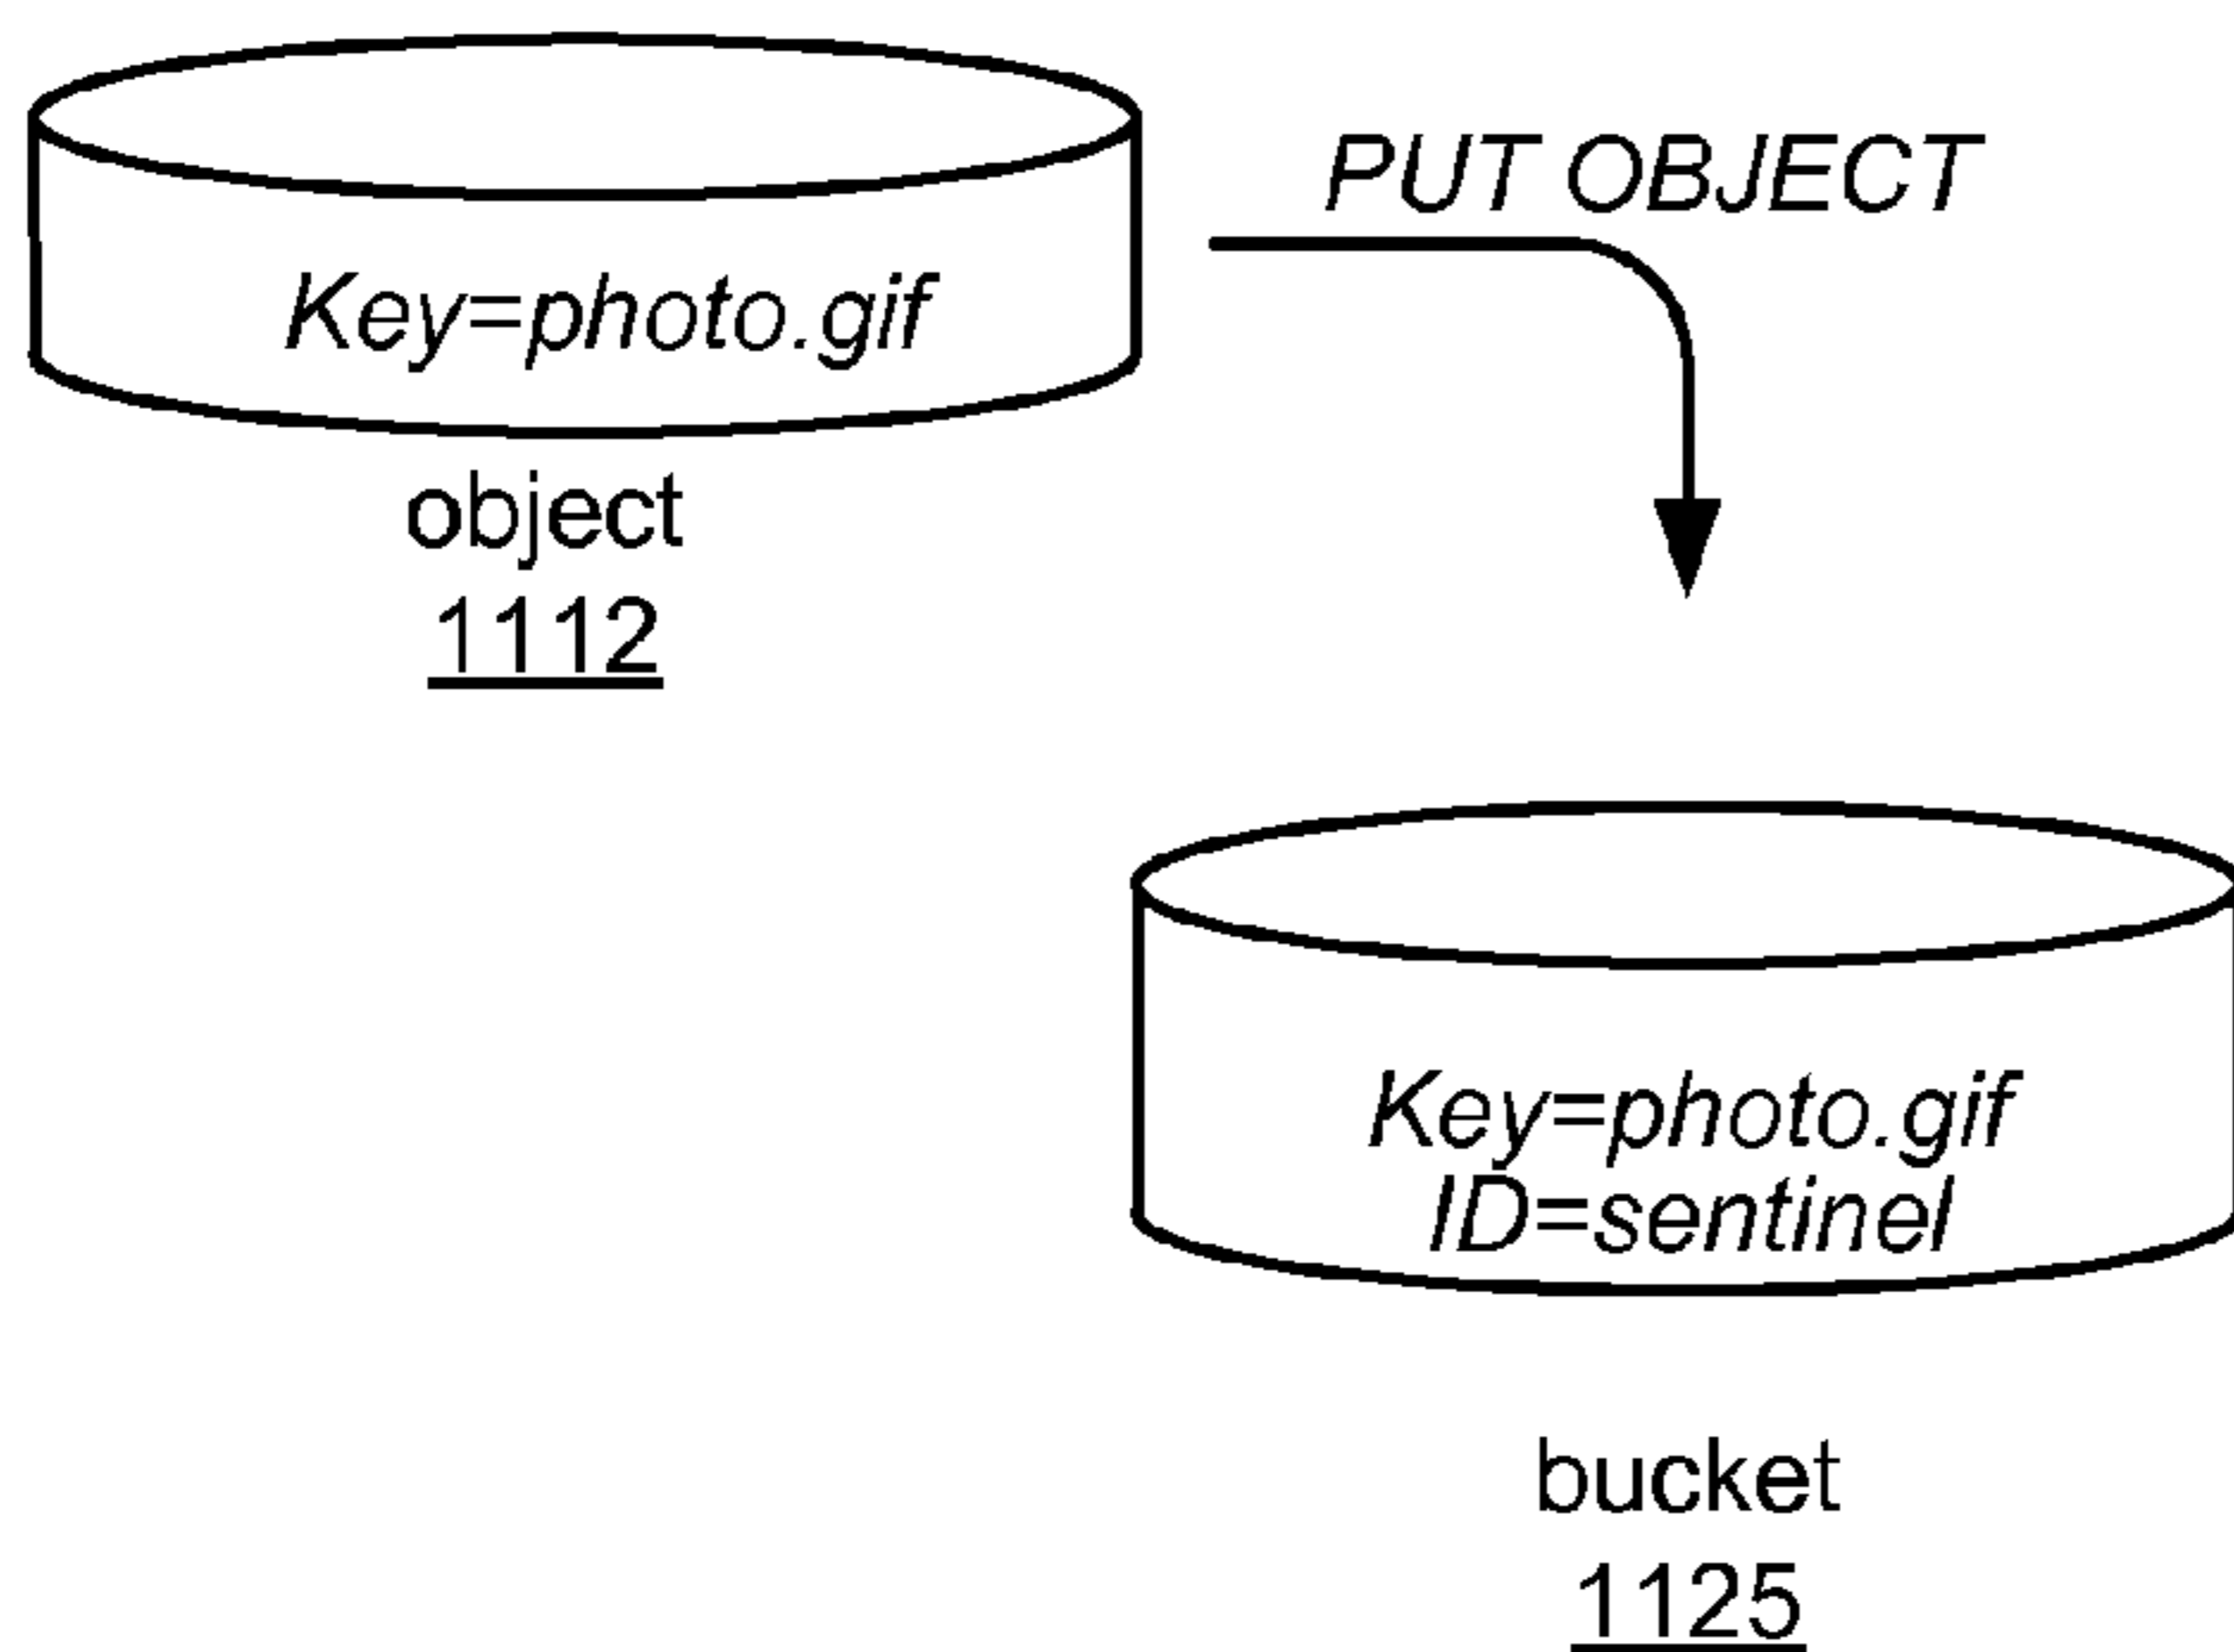 PUT OBJECT
Key=photo.gif
object
1112
Key=photo.gif
ID=sentinel
bucket
1125